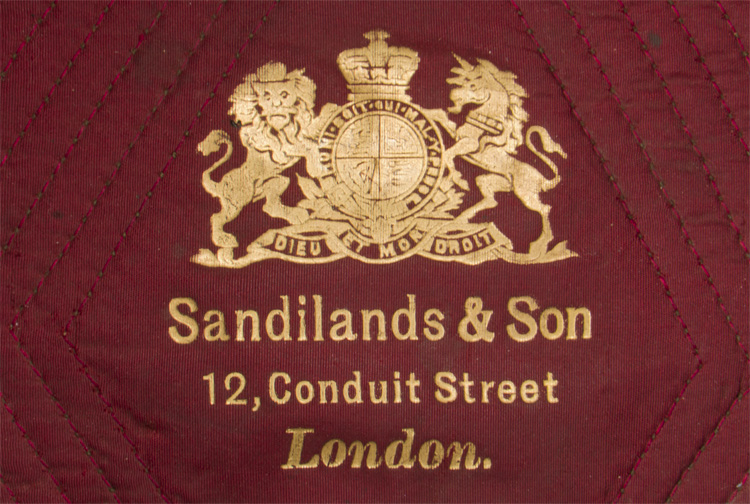 HONI·SOIT·QUI·MAL·Y·PENSE
DIEU ET MON DROIT
Sandilands & Son
12, Conduit Street
London.